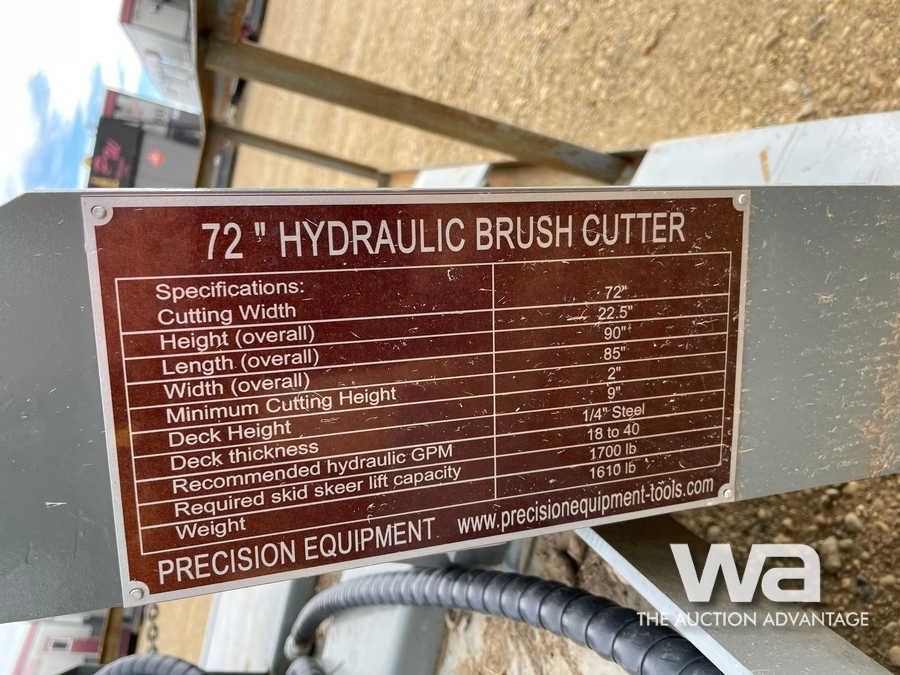 72 " HYDRAULIC BRUSH CUTTER
Specifications:
Cutting Width 72"
Height (overall) 22.5"
Length (overall) 90"
Width (overall) 85"
Minimum Cutting Height 2"
Deck Height 9"
Deck thickness 1/4" Steel
Recommended hydraulic GPM 18 to 40
Required skid skeer lift capacity 1700 lb
Weight 1610 lb
PRECISION EQUIPMENT www.precisionequipment-tools.com
wa
THE AUCTION ADVANTAGE